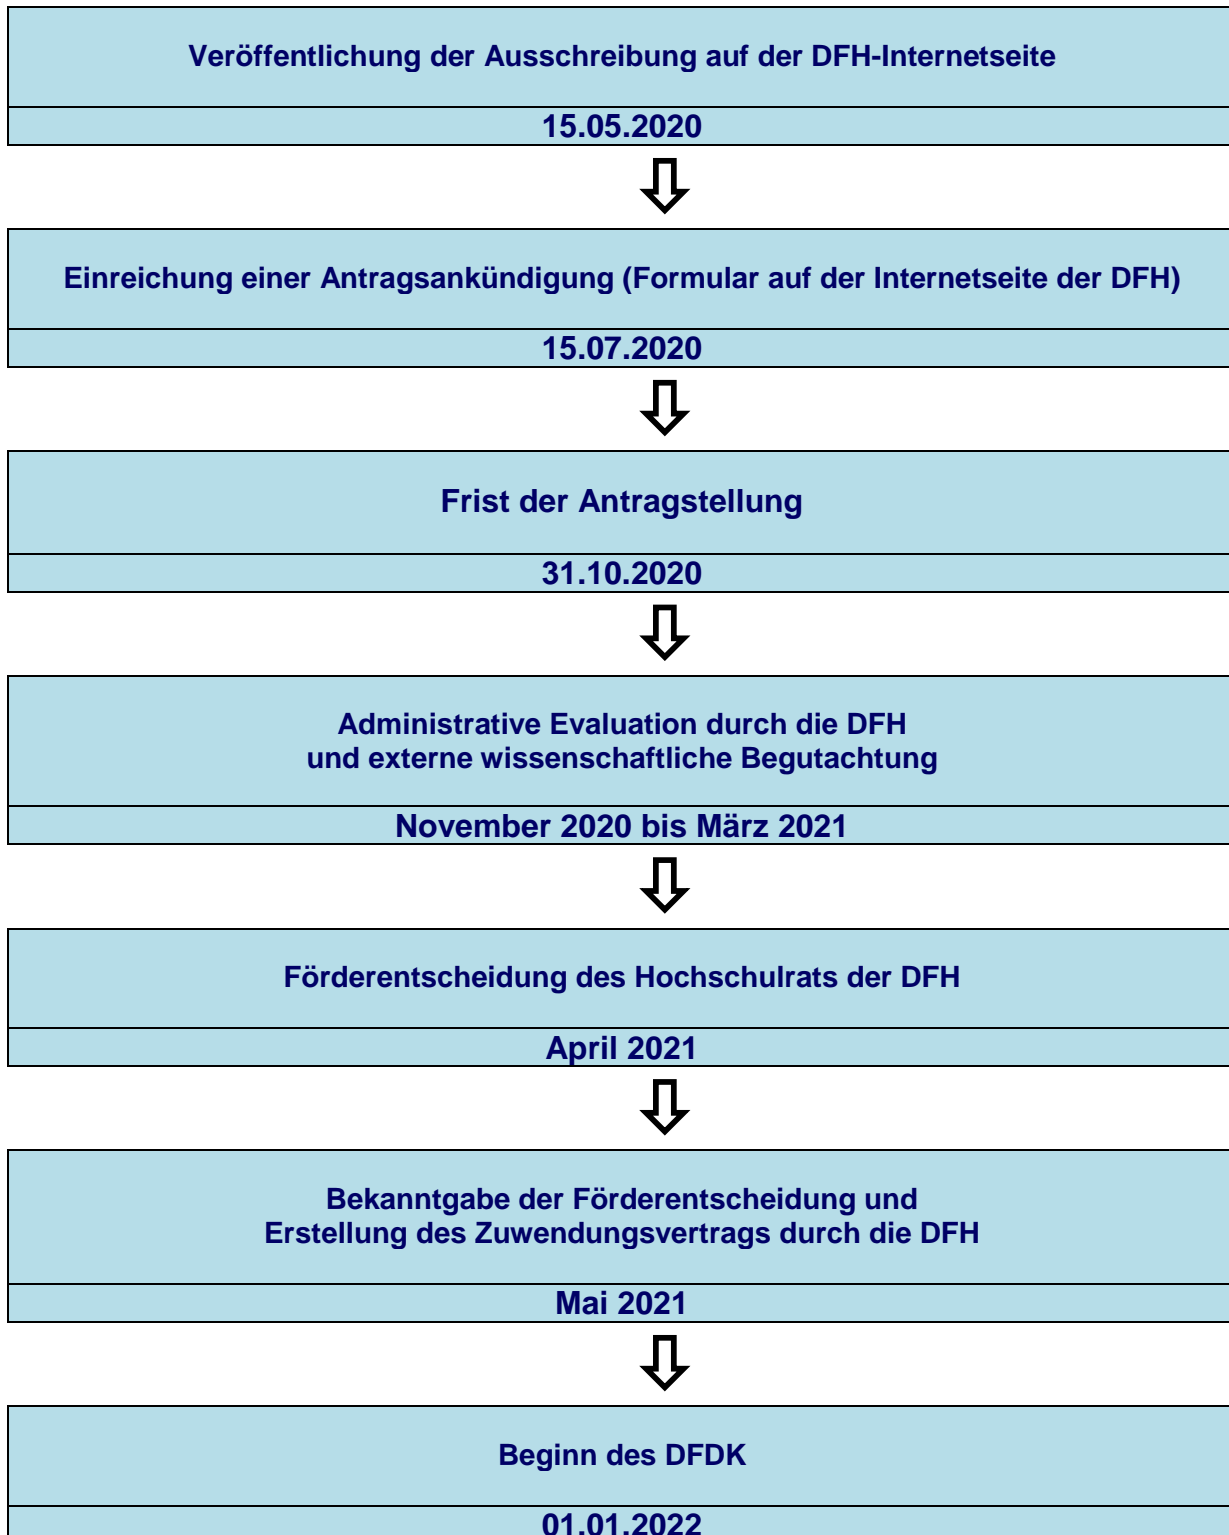 Veröffentlichung der Ausschreibung auf der DFH-Internetseite
15.05.2020
Einreichung einer Antragsankündigung (Formular auf der Internetseite der DFH)
15.07.2020
Frist der Antragstellung
31.10.2020
Administrative Evaluation durch die DFH
und externe wissenschaftliche Begutachtung
November 2020 bis März 2021
Förderentscheidung des Hochschulrats der DFH
April 2021
Bekanntgabe der Förderentscheidung und
Erstellung des Zuwendungsvertrags durch die DFH
Mai 2021
Beginn des DFDK
01.01.2022